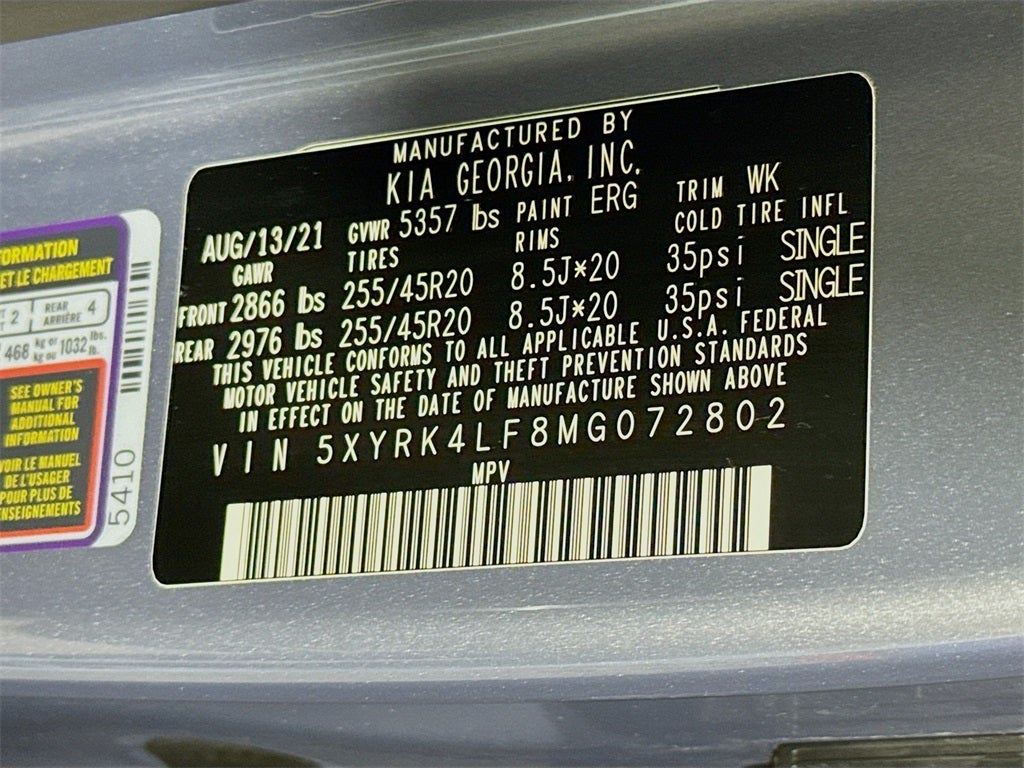 MANUFACTURED BY
KIA GEORGIA, INC.
AUG/13/21 GVWR 5357 lbs PAINT ERG TRIM WK
GAWR TIRES RIMS COLD TIRE INFL
FRONT 2866 lbs 255/45R20 8.5J*20 35psi SINGLE
REAR 2976 lbs 255/45R20 8.5J*20 35psi SINGLE
THIS VEHICLE CONFORMS TO ALL APPLICABLE U.S.A. FEDERAL
MOTOR VEHICLE SAFETY AND THEFT PREVENTION STANDARDS
IN EFFECT ON THE DATE OF MANUFACTURE SHOWN ABOVE
VIN 5XYRK4LF8MG072802
MPV
ET LE CHARGEMENT
2 REAR ARRIÈRE 4
468 kg or kg ou 1032 lbs. lb.
SEE OWNER'S
MANUAL FOR
ADDITIONAL
INFORMATION
VOIR LE MANUEL
DE L'USAGER
POUR PLUS DE
5410